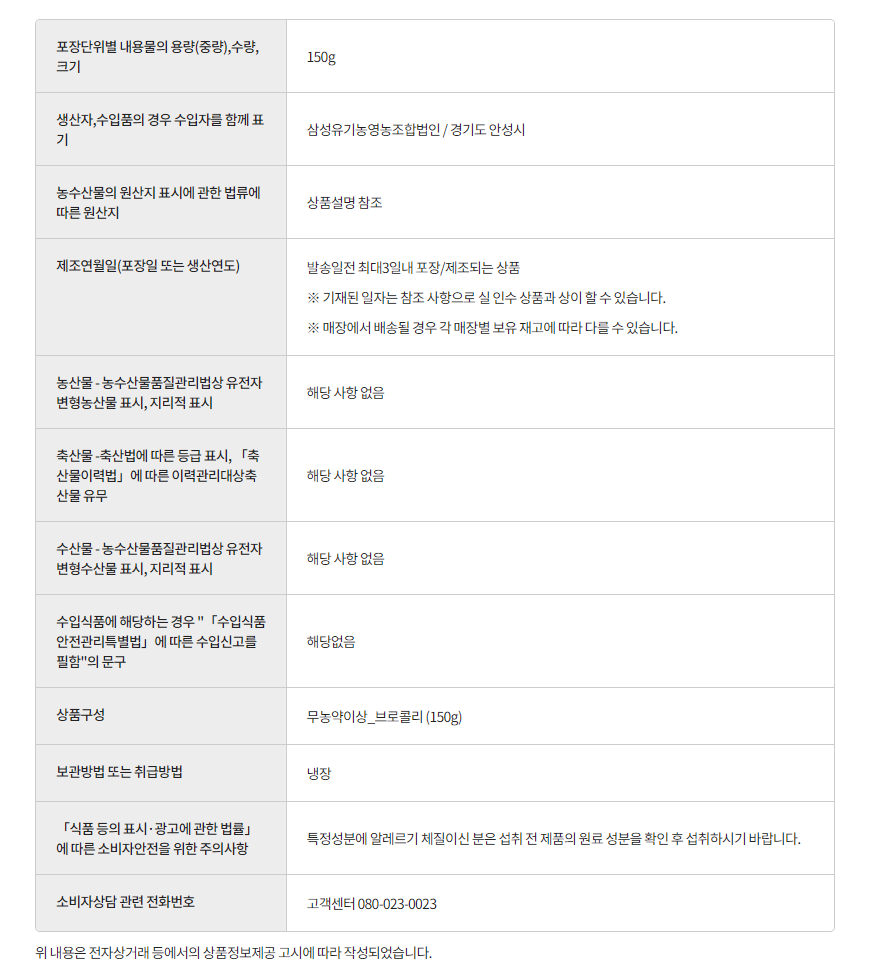 포장단위별 내용물의 용량(중량),수량,
크기
150g
생산자,수입품의 경우 수입자를 함께 표
기
삼성유기농영농조합법인 / 경기도 안성시
농수산물의 원산지 표시에 관한 법류에
따른 원산지
상품설명 참조
제조연월일(포장일 또는 생산연도)
발송일전 최대3일내 포장/제조되는 상품
※ 기재된 일자는 참조 사항으로 실 인수 상품과 상이 할 수 있습니다.
※ 매장에서 배송될 경우 각 매장별 보유 재고에 따라 다를 수 있습니다.
농산물 - 농수산물품질관리법상 유전자
변형농산물 표시, 지리적 표시
해당 사항 없음
축산물 -축산법에 따른 등급 표시, 「축
산물이력법」에 따른 이력관리대상축
산물 유무
해당 사항 없음
수산물 - 농수산물품질관리법상 유전자
변형수산물 표시, 지리적 표시
해당 사항 없음
수입식품에 해당하는 경우 "「수입식품
안전관리특별법」에 따른 수입신고를
필함"의 문구
해당없음
상품구성
무농약이상_브로콜리 (150g)
보관방법 또는 취급방법
냉장
「식품 등의 표시·광고에 관한 법률」
에 따른 소비자안전을 위한 주의사항
특정성분에 알레르기 체질이신 분은 섭취 전 제품의 원료 성분을 확인 후 섭취하시기 바랍니다.
소비자상담 관련 전화번호
고객센터 080-023-0023
위 내용은 전자상거래 등에서의 상품정보제공 고시에 따라 작성되었습니다.